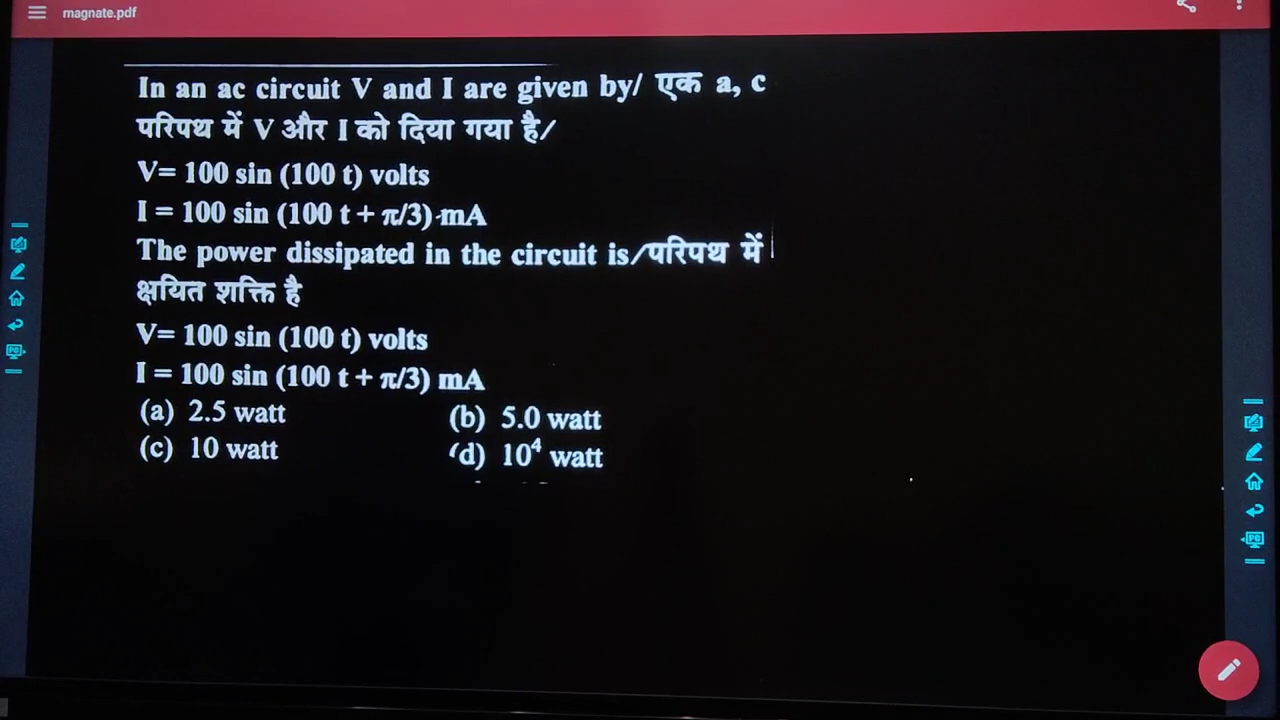 magnate.pdf
In an ac circuit V and I are given by/ एक a, c
परिपथ में V और I को दिया गया है/
V= 100 sin (100 t) volts
I = 100 sin (100 t + π/3) mA
The power dissipated in the circuit is/परिपथ में
क्षयित शक्ति है
V= 100 sin (100 t) volts
I = 100 sin (100 t + π/3) mA
(a) 2.5 watt (b) 5.0 watt
(c) 10 watt (d) 10⁴ watt